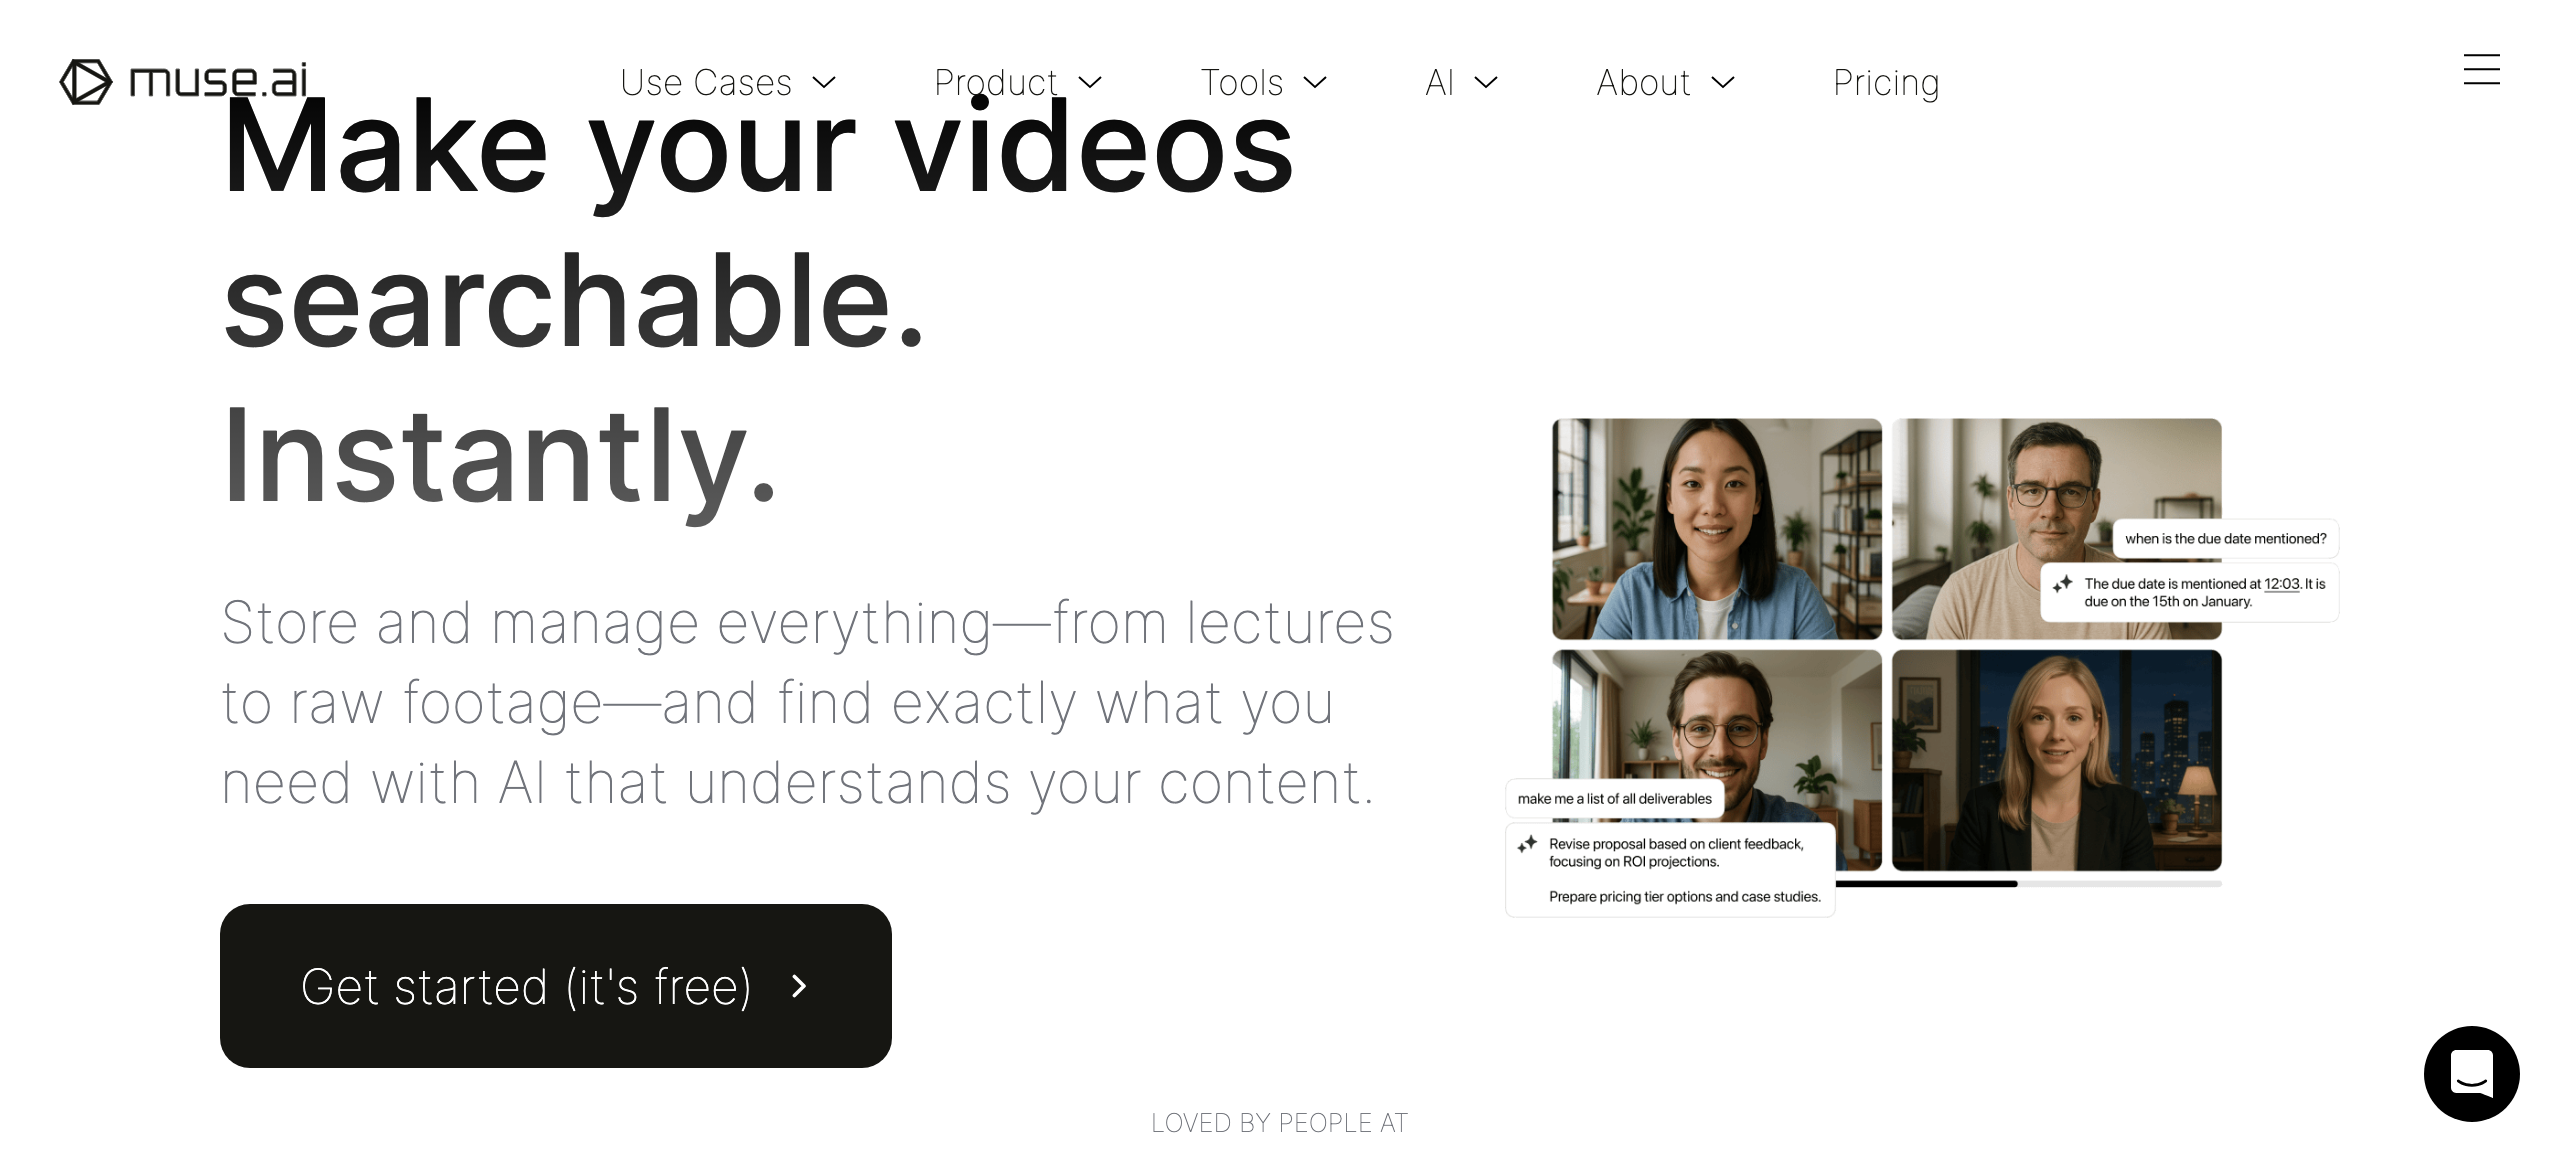 muse.ai
Use Cases
Product
Tools
AI
About
Pricing
Make your videos
searchable.
Instantly.
Store and manage everything—from lectures
to raw footage—and find exactly what you
need with AI that understands your content.
Get started (it's free)
when is the due date mentioned?
The due date is mentioned at 12:03. It is
due on the 15th on January.
make me a list of all deliverables
Revise proposal based on client feedback,
focusing on ROI projections.
Prepare pricing tier options and case studies.
LOVED BY PEOPLE AT